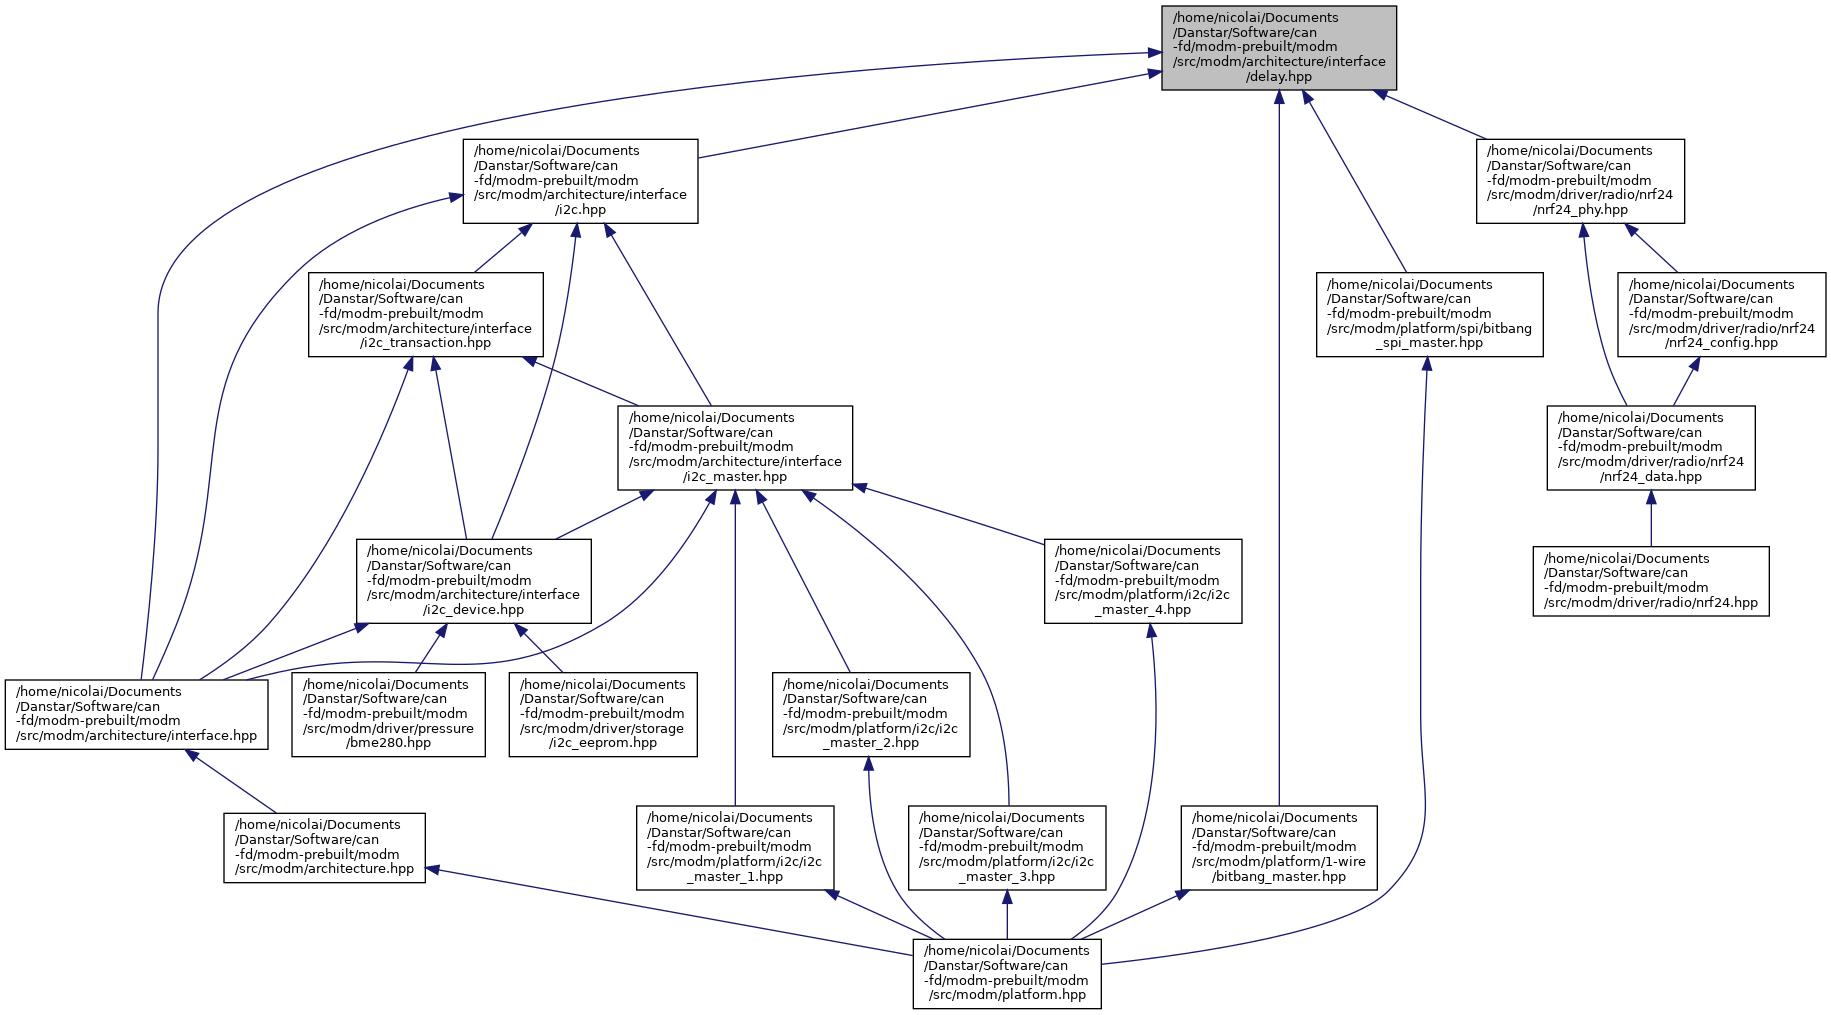 /home/nicolai/Documents
/Danstar/Software/can
-fd/modm-prebuilt/modm
/src/modm/architecture/interface
/delay.hpp
/home/nicolai/Documents
/Danstar/Software/can
-fd/modm-prebuilt/modm
/src/modm/architecture/interface
/i2c.hpp
/home/nicolai/Documents
/Danstar/Software/can
-fd/modm-prebuilt/modm
/src/modm/driver/radio/nrf24
/nrf24_phy.hpp
/home/nicolai/Documents
/Danstar/Software/can
-fd/modm-prebuilt/modm
/src/modm/architecture/interface
/i2c_transaction.hpp
/home/nicolai/Documents
/Danstar/Software/can
-fd/modm-prebuilt/modm
/src/modm/platform/spi/bitbang
_spi_master.hpp
/home/nicolai/Documents
/Danstar/Software/can
-fd/modm-prebuilt/modm
/src/modm/driver/radio/nrf24
/nrf24_config.hpp
/home/nicolai/Documents
/Danstar/Software/can
-fd/modm-prebuilt/modm
/src/modm/architecture/interface
/i2c_master.hpp
/home/nicolai/Documents
/Danstar/Software/can
-fd/modm-prebuilt/modm
/src/modm/driver/radio/nrf24
/nrf24_data.hpp
/home/nicolai/Documents
/Danstar/Software/can
-fd/modm-prebuilt/modm
/src/modm/architecture/interface
/i2c_device.hpp
/home/nicolai/Documents
/Danstar/Software/can
-fd/modm-prebuilt/modm
/src/modm/platform/i2c/i2c
_master_4.hpp
/home/nicolai/Documents
/Danstar/Software/can
-fd/modm-prebuilt/modm
/src/modm/driver/radio/nrf24.hpp
/home/nicolai/Documents
/Danstar/Software/can
-fd/modm-prebuilt/modm
/src/modm/architecture/interface.hpp
/home/nicolai/Documents
/Danstar/Software/can
-fd/modm-prebuilt/modm
/src/modm/driver/pressure
/bme280.hpp
/home/nicolai/Documents
/Danstar/Software/can
-fd/modm-prebuilt/modm
/src/modm/driver/storage
/i2c_eeprom.hpp
/home/nicolai/Documents
/Danstar/Software/can
-fd/modm-prebuilt/modm
/src/modm/platform/i2c/i2c
_master_2.hpp
/home/nicolai/Documents
/Danstar/Software/can
-fd/modm-prebuilt/modm
/src/modm/architecture.hpp
/home/nicolai/Documents
/Danstar/Software/can
-fd/modm-prebuilt/modm
/src/modm/platform/i2c/i2c
_master_1.hpp
/home/nicolai/Documents
/Danstar/Software/can
-fd/modm-prebuilt/modm
/src/modm/platform/i2c/i2c
_master_3.hpp
/home/nicolai/Documents
/Danstar/Software/can
-fd/modm-prebuilt/modm
/src/modm/platform/1-wire
/bitbang_master.hpp
/home/nicolai/Documents
/Danstar/Software/can
-fd/modm-prebuilt/modm
/src/modm/platform.hpp